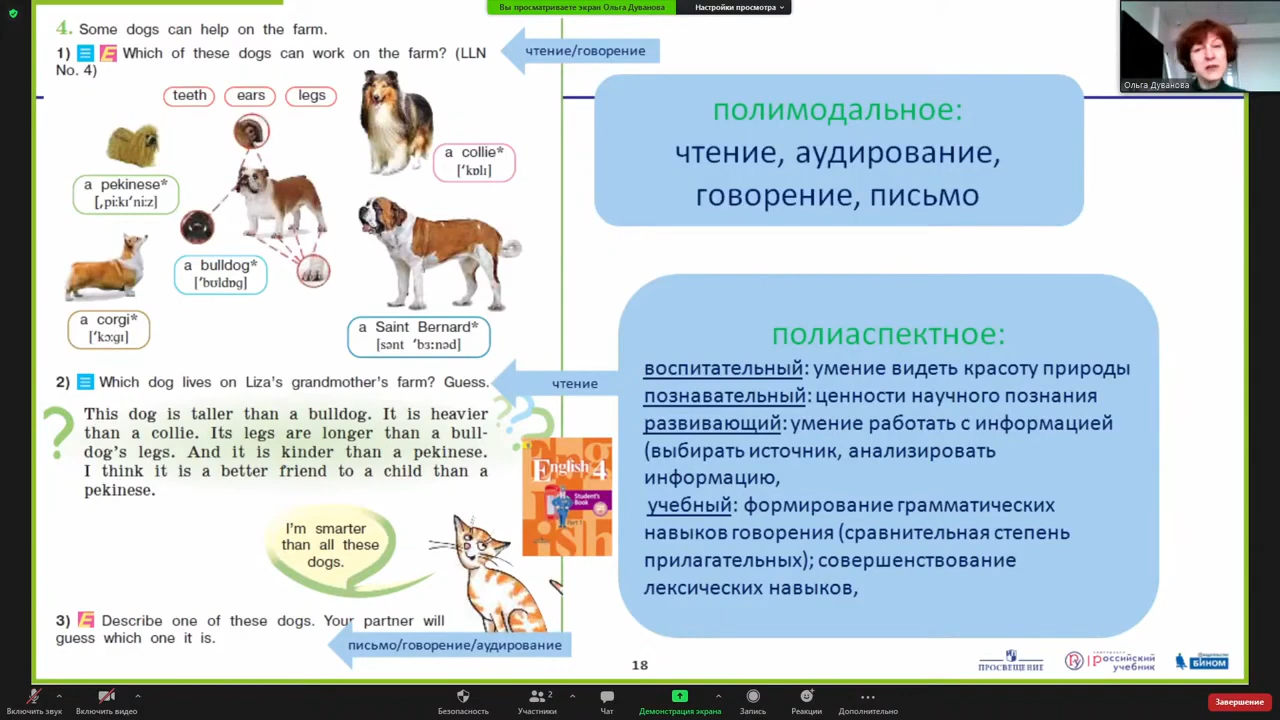 Вы просматриваете экран Ольга Дуванова
Настройки просмотра
Ольга Дуванова
4. Some dogs can help on the farm.
1) E Which of these dogs can work on the farm? (LLN
No. 4)
чтение/говорение
teeth ears legs
a collie*
['kɒlɪ]
a pekinese*
[,piːkɪ'niːz]
a bulldog*
['bʊldɒg]
a corgi*
['kɔːgɪ]
a Saint Bernard*
[sənt 'bɜːnəd]
2) Which dog lives on Liza's grandmother's farm? Guess.
чтение
This dog is taller than a bulldog. It is heavier
than a collie. Its legs are longer than a bull-
dog's legs. And it is kinder than a pekinese.
I think it is a better friend to a child than a
pekinese.
English 4
Student's
Book
Part 1
I'm smarter
than all these
dogs.
3) E Describe one of these dogs. Your partner will
guess which one it is.
письмо/говорение/аудирование
полимодальное:
чтение, аудирование,
говорение, письмо
полиаспектное:
воспитательный: умение видеть красоту природы
познавательный: ценности научного познания
развивающий: умение работать с информацией
(выбирать источник, анализировать
информацию,
учебный: формирование грамматических
навыков говорения (сравнительная степень
прилагательных); совершенствование
лексических навыков,
18
ПРОСВЕЩЕНИЕ
российский
учебник
БИНОМ
Включить звук
Включить видео
Безопасность
2
Участники
Чат
Демонстрация экрана
Запись
Реакции
Дополнительно
Завершение